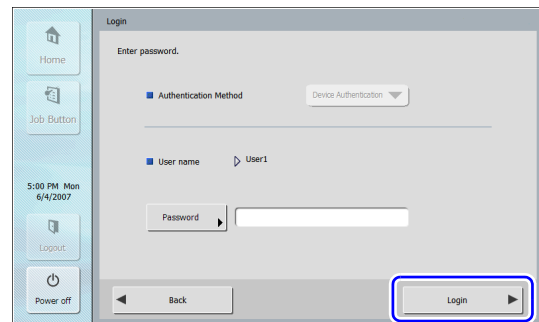 Login
Home
Job Button
5:00 PM Mon
6/4/2007
Logout
Power off
Enter password.
Authentication Method
Device Authentication
User name
User1
Password
Back
Login